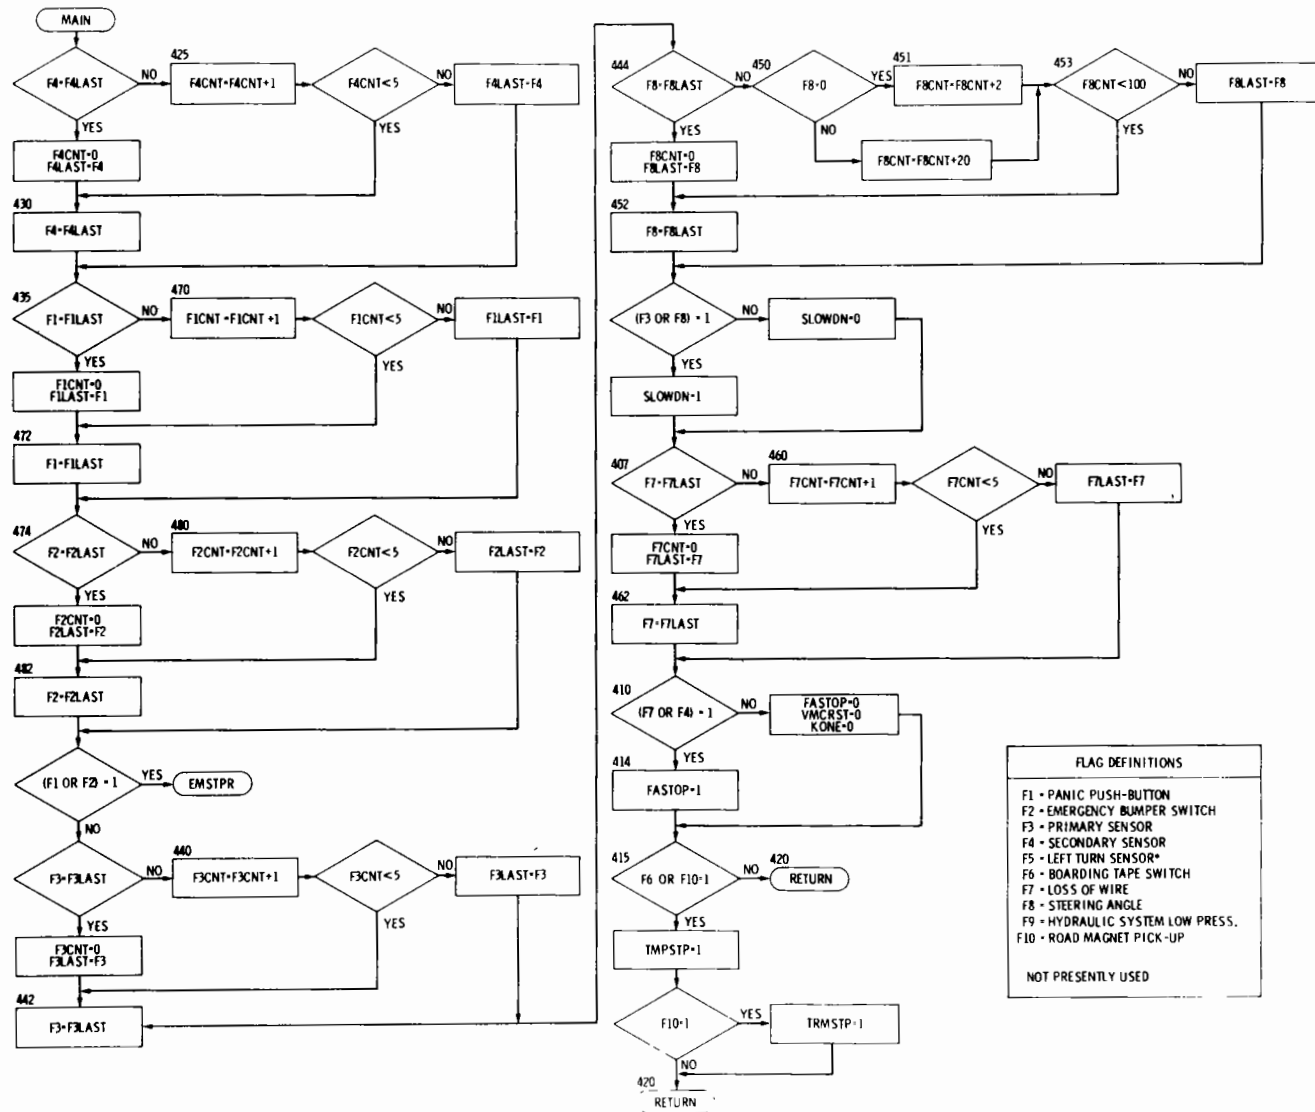 MAIN
F4=F4LAST
NO
425
F4CNT=F4CNT+1
F4CNT<5
NO
F4LAST=F4
YES
YES
F4CNT=0
F4LAST=F4
430
F4=F4LAST
435
F1=F1LAST
NO
470
F1CNT=F1CNT+1
F1CNT<5
NO
F1LAST=F1
YES
YES
F1CNT=0
F1LAST=F1
472
F1=F1LAST
474
F2=F2LAST
NO
480
F2CNT=F2CNT+1
F2CNT<5
NO
F2LAST=F2
YES
YES
F2CNT=0
F2LAST=F2
482
F2=F2LAST
(F1 OR F2) = 1
YES
EMSTPR
NO
F3=F3LAST
NO
440
F3CNT=F3CNT+1
F3CNT<5
NO
F3LAST=F3
YES
YES
F3CNT=0
F3LAST=F3
442
F3=F3LAST
444
F8=F8LAST
NO
450
F8=0
YES
451
F8CNT=F8CNT+2
453
F8CNT<100
NO
F8LAST=F8
YES
NO
YES
F8CNT=0
F8LAST=F8
F8CNT=F8CNT+20
452
F8=F8LAST
(F3 OR F8) = 1
NO
SLOWDN=0
YES
SLOWDN=1
407
F7=F7LAST
NO
460
F7CNT=F7CNT+1
F7CNT<5
NO
F7LAST=F7
YES
YES
F7CNT=0
F7LAST=F7
462
F7=F7LAST
410
(F7 OR F4) = 1
NO
FASTOP=0
VMCRST=0
KONE=0
YES
414
FASTOP=1
415
F6 OR F10=1
NO
420
RETURN
YES
TMPSTP=1
F10=1
YES
TRMSTP=1
NO
420
RETURN
FLAG DEFINITIONS
F1 = PANIC PUSH-BUTTON
F2 = EMERGENCY BUMPER SWITCH
F3 = PRIMARY SENSOR
F4 = SECONDARY SENSOR
F5 = LEFT TURN SENSOR*
F6 = BOARDING TAPE SWITCH
F7 = LOSS OF WIRE
F8 = STEERING ANGLE
F9 = HYDRAULIC SYSTEM LOW PRESS.
F10 = ROAD MAGNET PICK-UP
NOT PRESENTLY USED